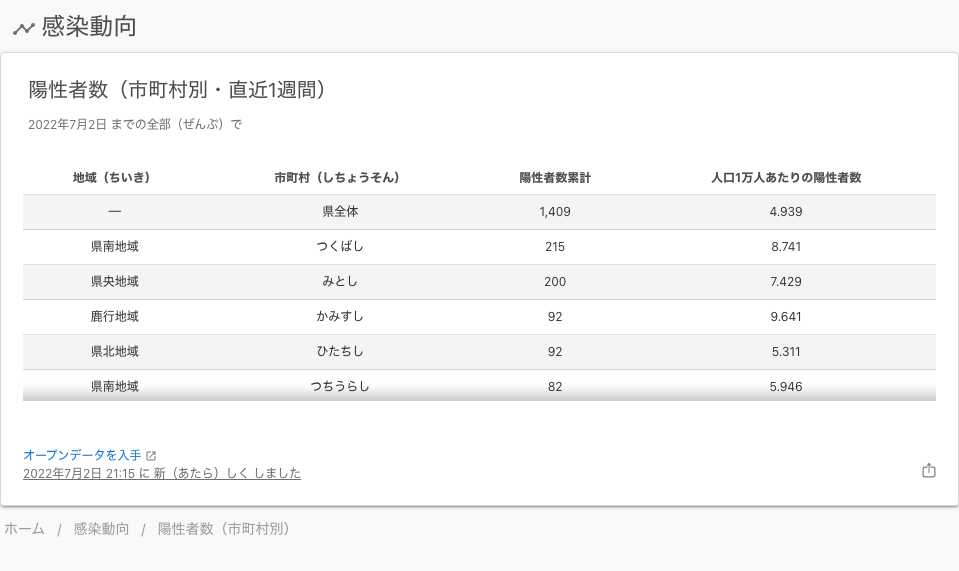 感染動向
陽性者数（市町村別・直近1週間）
2022年7月2日 までの全部（ぜんぶ）で
地域（ちいき） 市町村（しちょうそん） 陽性者数累計 人口1万人あたりの陽性者数
— 県全体 1,409 4.939
県南地域 つくばし 215 8.741
県央地域 みとし 200 7.429
鹿行地域 かみすし 92 9.641
県北地域 ひたちし 92 5.311
県南地域 つちうらし 82 5.946
オープンデータを入手
2022年7月2日 21:15 に 新（あたら）しく しました
ホーム / 感染動向 / 陽性者数（市町村別）